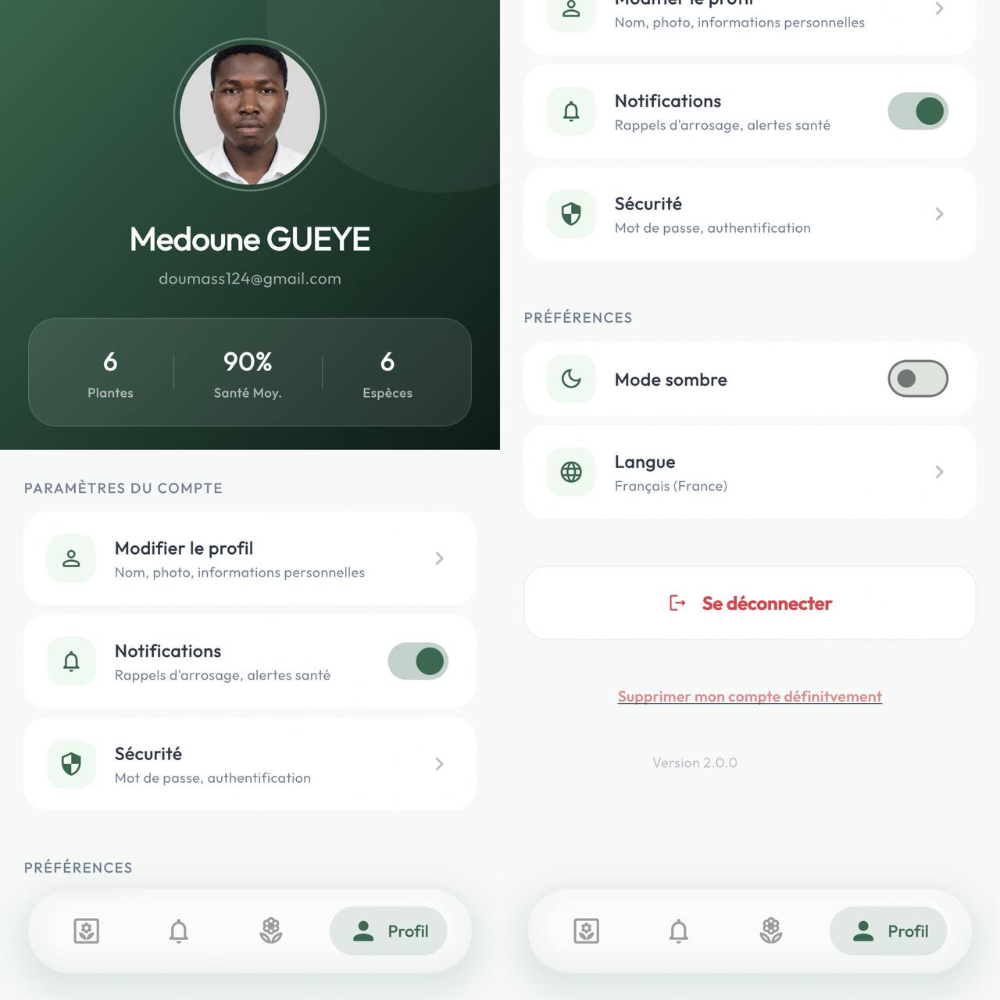 Medoune GUEYE
doumass124@gmail.com
6
90%
6
Plantes
Santé Moy.
Espèces
PARAMÈTRES DU COMPTE
Modifier le profil
Nom, photo, informations personnelles
Notifications
Rappels d'arrosage, alertes santé
Sécurité
Mot de passe, authentification
PRÉFÉRENCES
Profil
Modifier le profil
Nom, photo, informations personnelles
Notifications
Rappels d'arrosage, alertes santé
Sécurité
Mot de passe, authentification
PRÉFÉRENCES
Mode sombre
Langue
Français (France)
Se déconnecter
Supprimer mon compte définitvement
Version 2.0.0
Profil